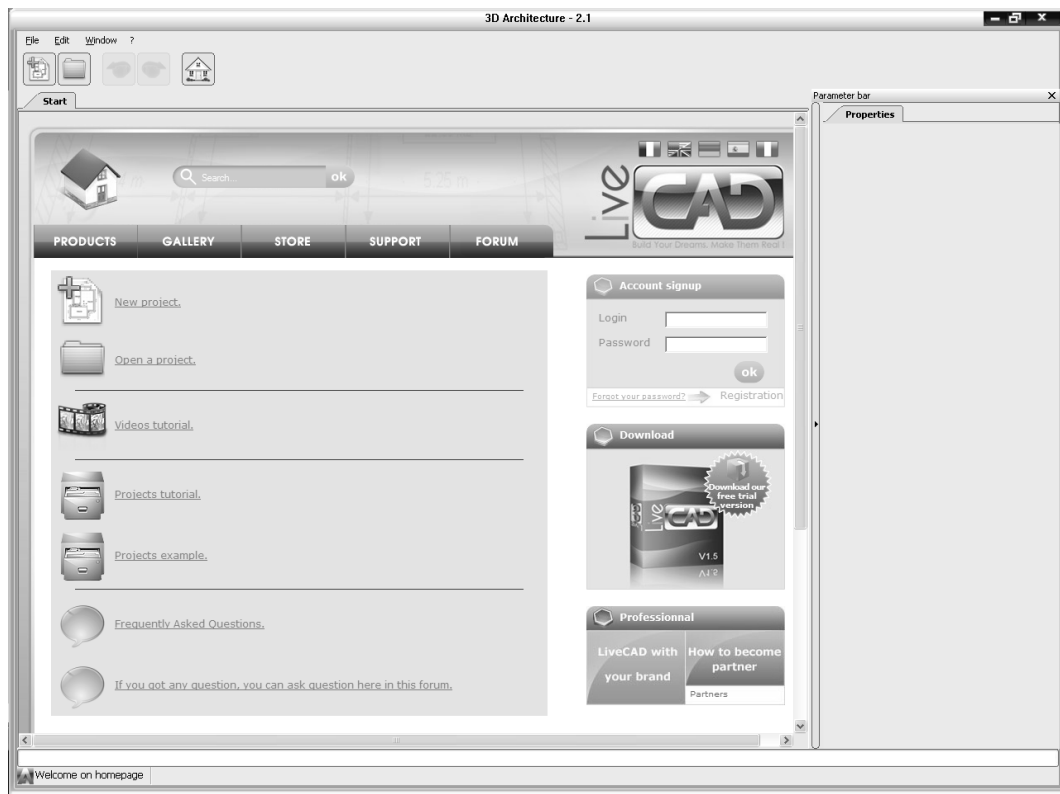 3D Architecture - 2.1
File Edit Window ?
Start
Parameter bar
Properties
Search...
ok
5.25 m
Live CAD
Build Your Dreams, Make Them Real !
PRODUCTS GALLERY STORE SUPPORT FORUM
New project.
Open a project.
Videos tutorial.
Projects tutorial.
Projects example.
Frequently Asked Questions.
If you got any question, you can ask question here in this forum.
Account signup
Login
Password
ok
Forgot your password? Registration
Download
Download our
free trial
version
Live CAD
V1.5
Professionnal
LiveCAD with
your brand
How to become
partner
Partners
Welcome on homepage